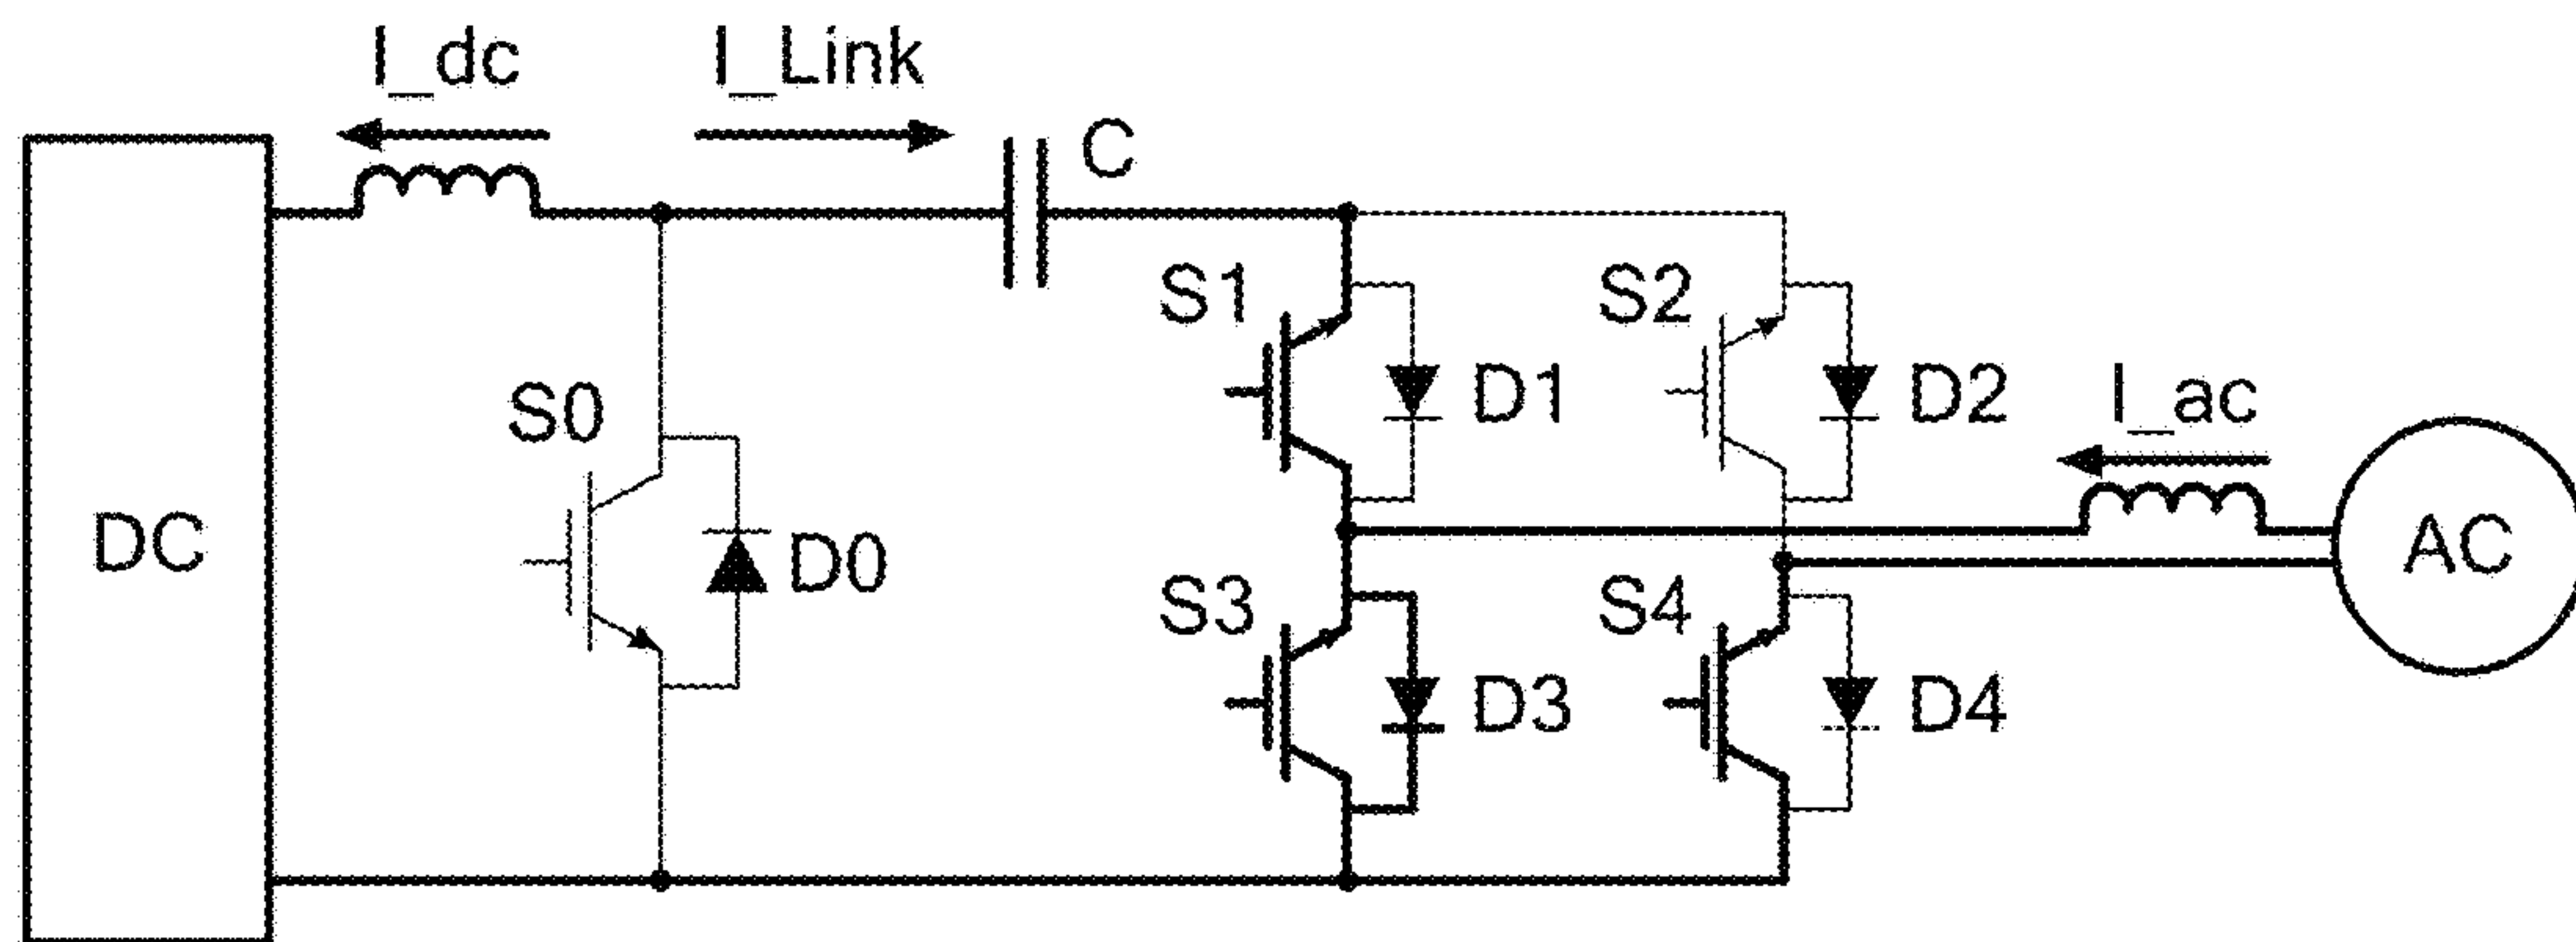 I_dc I_Link
C
S1 S2
D1 D2 I_ac
S0
DC D0 AC
S3 S4
D3 D4